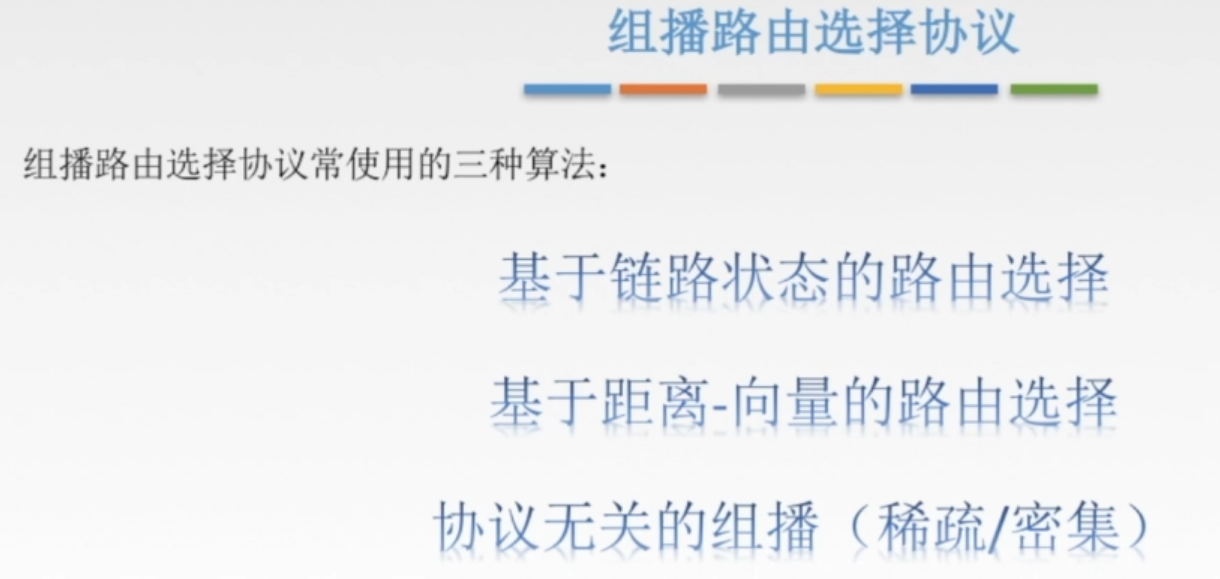 组播路由选择协议
组播路由选择协议常使用的三种算法：
基于链路状态的路由选择
基于距离-向量的路由选择
协议无关的组播（稀疏/密集）